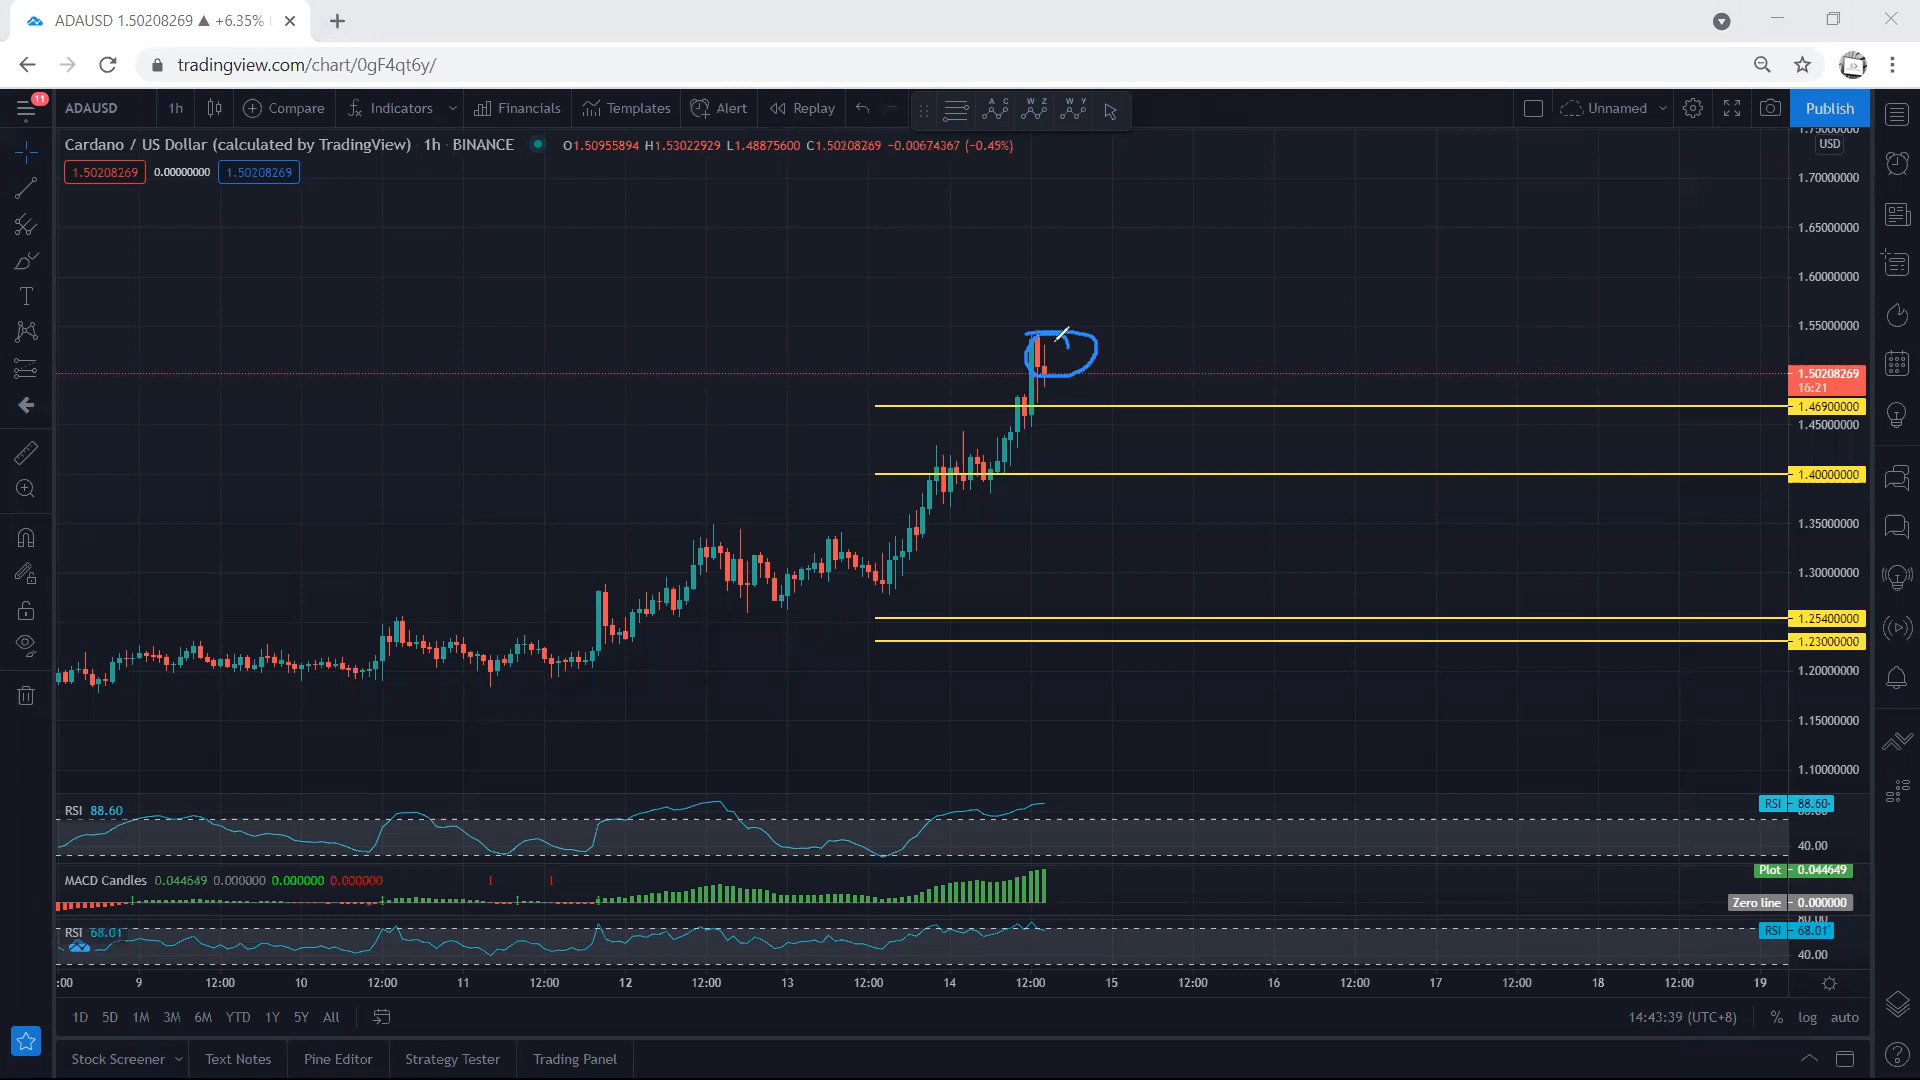 ADAUSD 1.50208269 ▲ +6.35%
tradingview.com/chart/0gF4qt6y/
11
ADAUSD 1h Compare Indicators Financials Templates Alert Replay Unnamed Publish
A C W Z W Y
Cardano / US Dollar (calculated by TradingView) 1h BINANCE O1.50955894 H1.53022929 L1.48875600 C1.50208269 −0.00674367 (−0.45%)
1.50208269 0.00000000 1.50208269
1.75000000
USD
1.70000000
1.65000000
1.60000000
1.55000000
1.50208269
16:21
1.46900000
1.45000000
1.40000000
1.35000000
1.30000000
1.25400000
1.23000000
1.20000000
1.15000000
1.10000000
RSI 88.60
RSI 88.60
40.00
MACD Candles 0.044649 0.000000 0.000000 0.000000
Plot 0.044649
Zero line 0.000000
RSI 68.01
80.00
RSI 68.01
40.00
:00 9 12:00 10 12:00 11 12:00 12 12:00 13 12:00 14 12:00 15 12:00 16 12:00 17 12:00 18 12:00 19
1D 5D 1M 3M 6M YTD 1Y 5Y All 14:43:39 (UTC+8) % log auto
Stock Screener Text Notes Pine Editor Strategy Tester Trading Panel